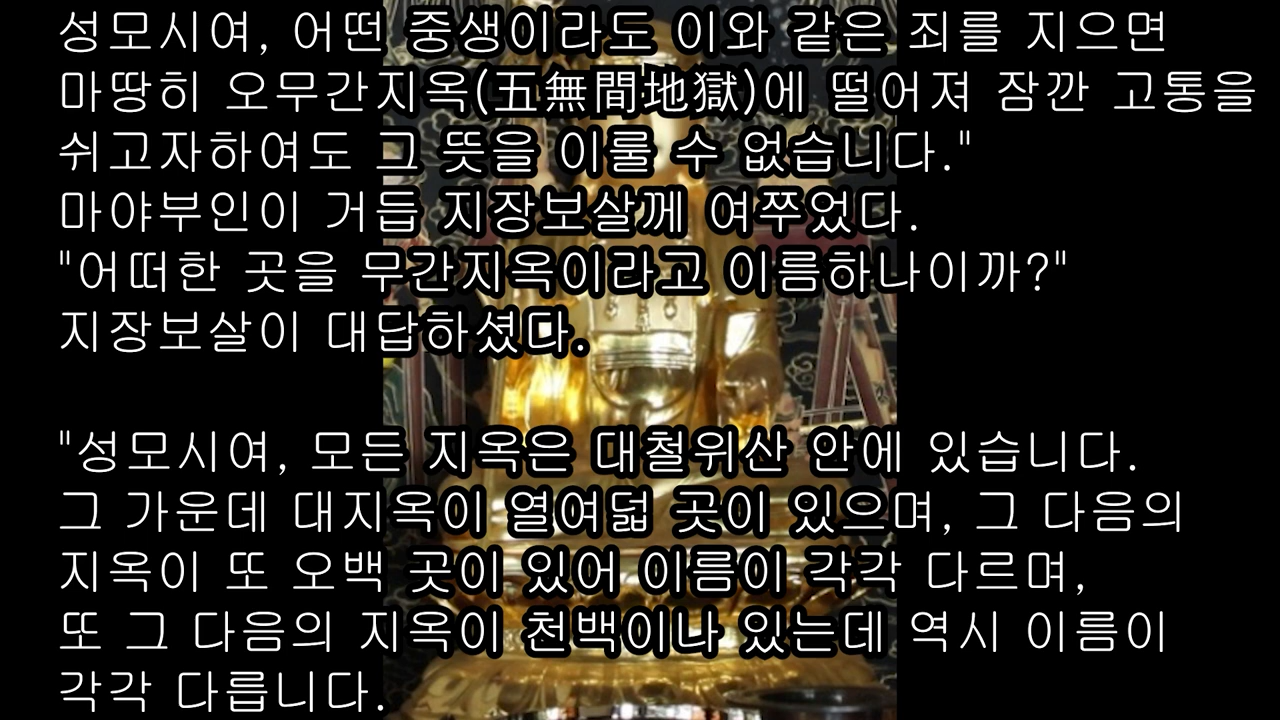 성모시여, 어떤 중생이라도 이와 같은 죄를 지으면
마땅히 오무간지옥(五無間地獄)에 떨어져 잠깐 고통을
쉬고자하여도 그 뜻을 이룰 수 없습니다."
마야부인이 거듭 지장보살께 여쭈었다.
"어떠한 곳을 무간지옥이라고 이름하나이까?"
지장보살이 대답하셨다.
"성모시여, 모든 지옥은 대철위산 안에 있습니다.
그 가운데 대지옥이 열여덟 곳이 있으며, 그 다음의
지옥이 또 오백 곳이 있어 이름이 각각 다르며,
또 그 다음의 지옥이 천백이나 있는데 역시 이름이
각각 다릅니다.